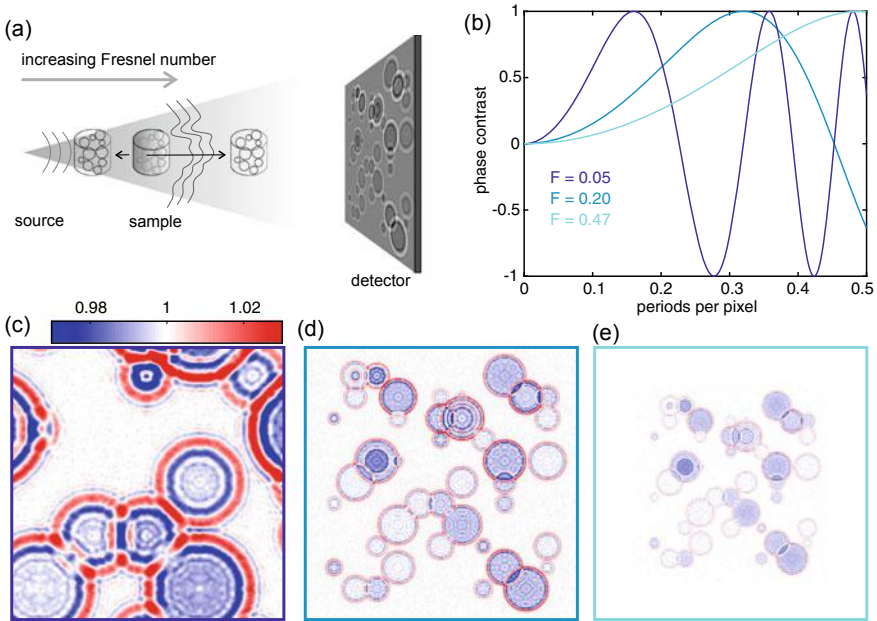 (a)
increasing Fresnel number
source
sample
detector
(b)
phase contrast
1
0.5
0
-0.5
-1
F = 0.05
F = 0.20
F = 0.47
0 0.1 0.2 0.3 0.4 0.5
periods per pixel
0.98 1 1.02
(c)
(d)
(e)